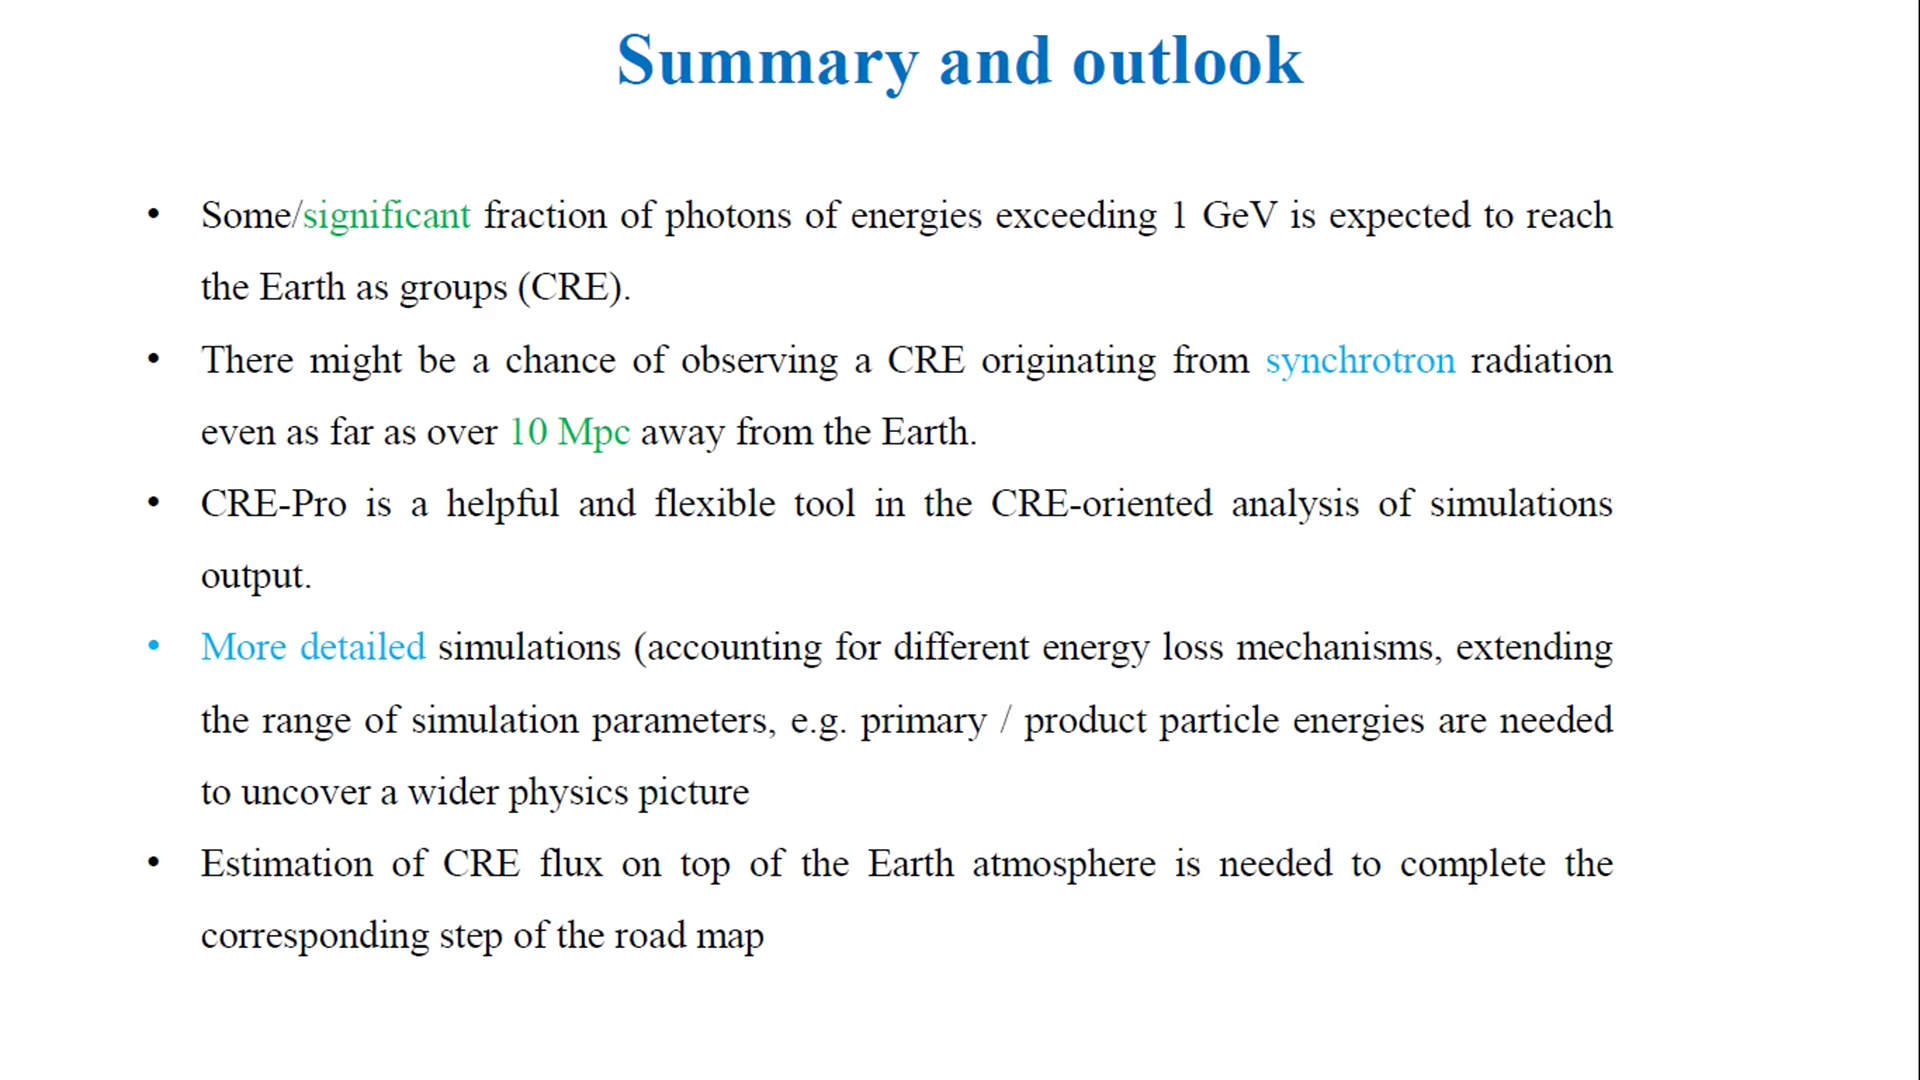 Summary and outlook
• Some/significant fraction of photons of energies exceeding 1 GeV is expected to reach
the Earth as groups (CRE).
• There might be a chance of observing a CRE originating from synchrotron radiation
even as far as over 10 Mpc away from the Earth.
• CRE-Pro is a helpful and flexible tool in the CRE-oriented analysis of simulations
output.
• More detailed simulations (accounting for different energy loss mechanisms, extending
the range of simulation parameters, e.g. primary / product particle energies are needed
to uncover a wider physics picture
• Estimation of CRE flux on top of the Earth atmosphere is needed to complete the
corresponding step of the road map